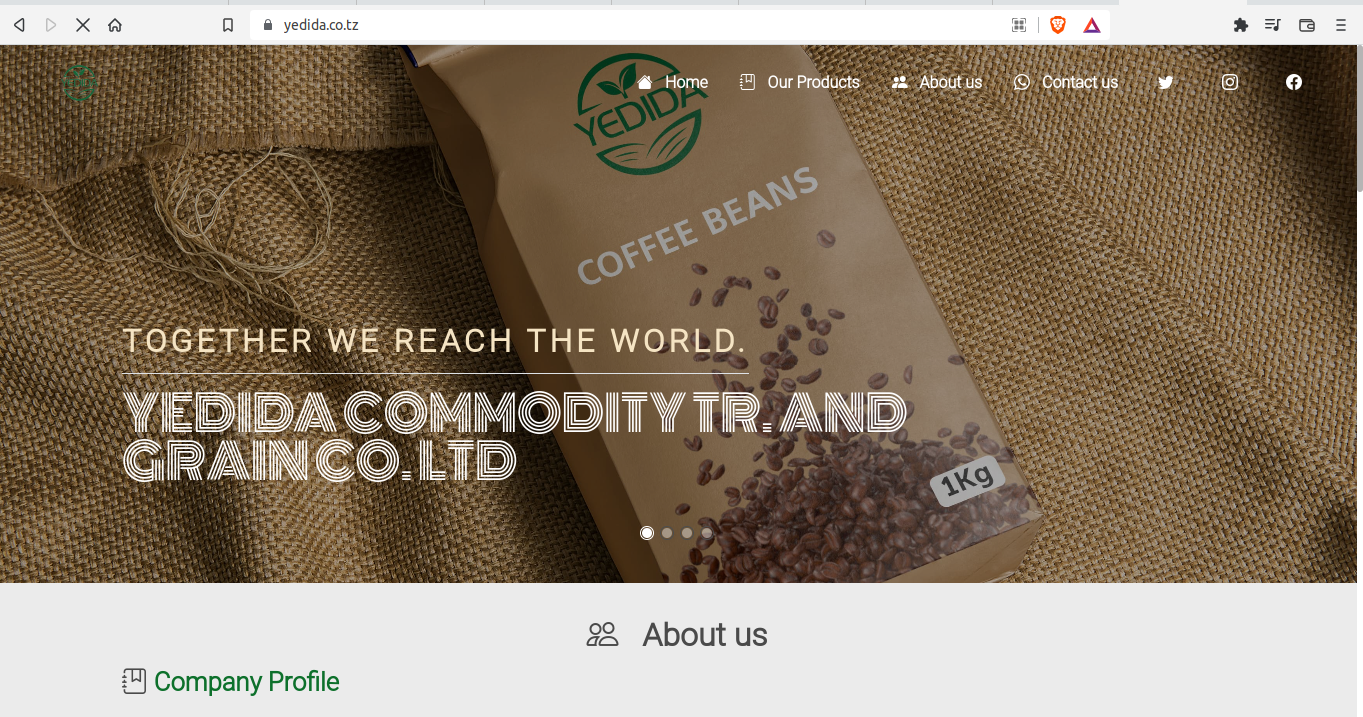 yedida.co.tz
Home
Our Products
About us
Contact us
YEDIDA
COFFEE BEANS
TOGETHER WE REACH THE WORLD.
YEDIDA COMMODITY TR. AND
GRAIN CO. LTD
1Kg
About us
Company Profile